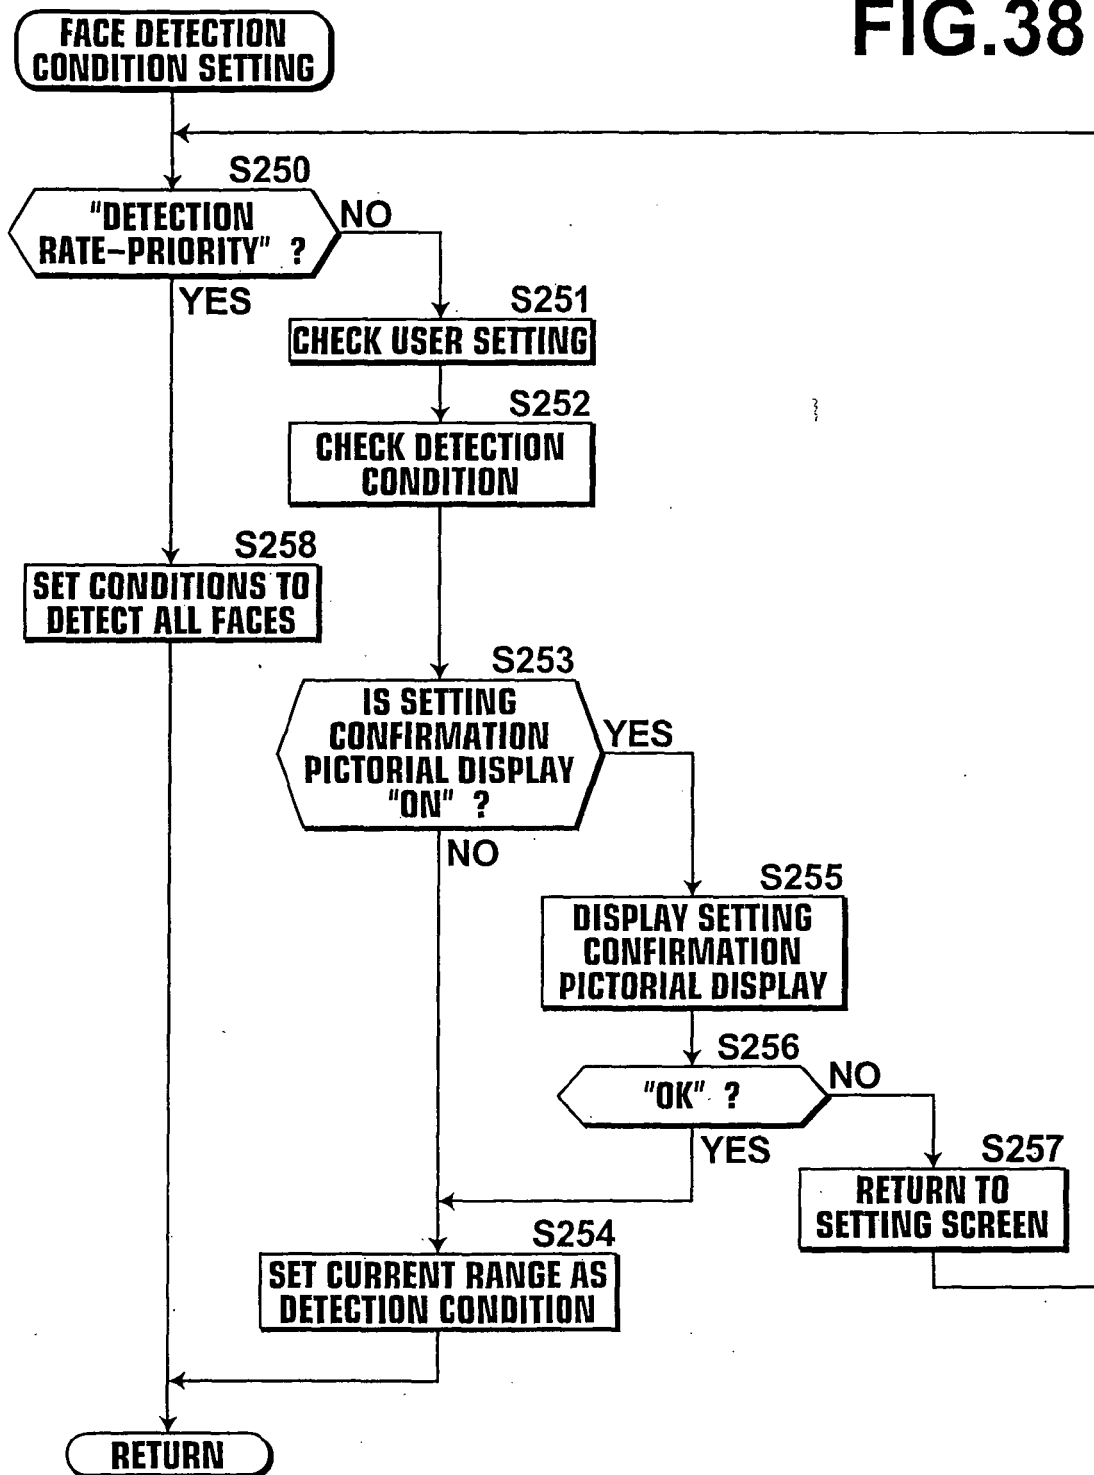 FIG.38
FACE DETECTION
CONDITION SETTING
S250
"DETECTION
RATE-PRIORITY" ?
NO
YES
S251
CHECK USER SETTING
S252
CHECK DETECTION
CONDITION
S258
SET CONDITIONS TO
DETECT ALL FACES
S253
IS SETTING
CONFIRMATION
PICTORIAL DISPLAY
"ON" ?
YES
NO
S255
DISPLAY SETTING
CONFIRMATION
PICTORIAL DISPLAY
S256
"OK" ?
NO
YES
S257
RETURN TO
SETTING SCREEN
S254
SET CURRENT RANGE AS
DETECTION CONDITION
RETURN